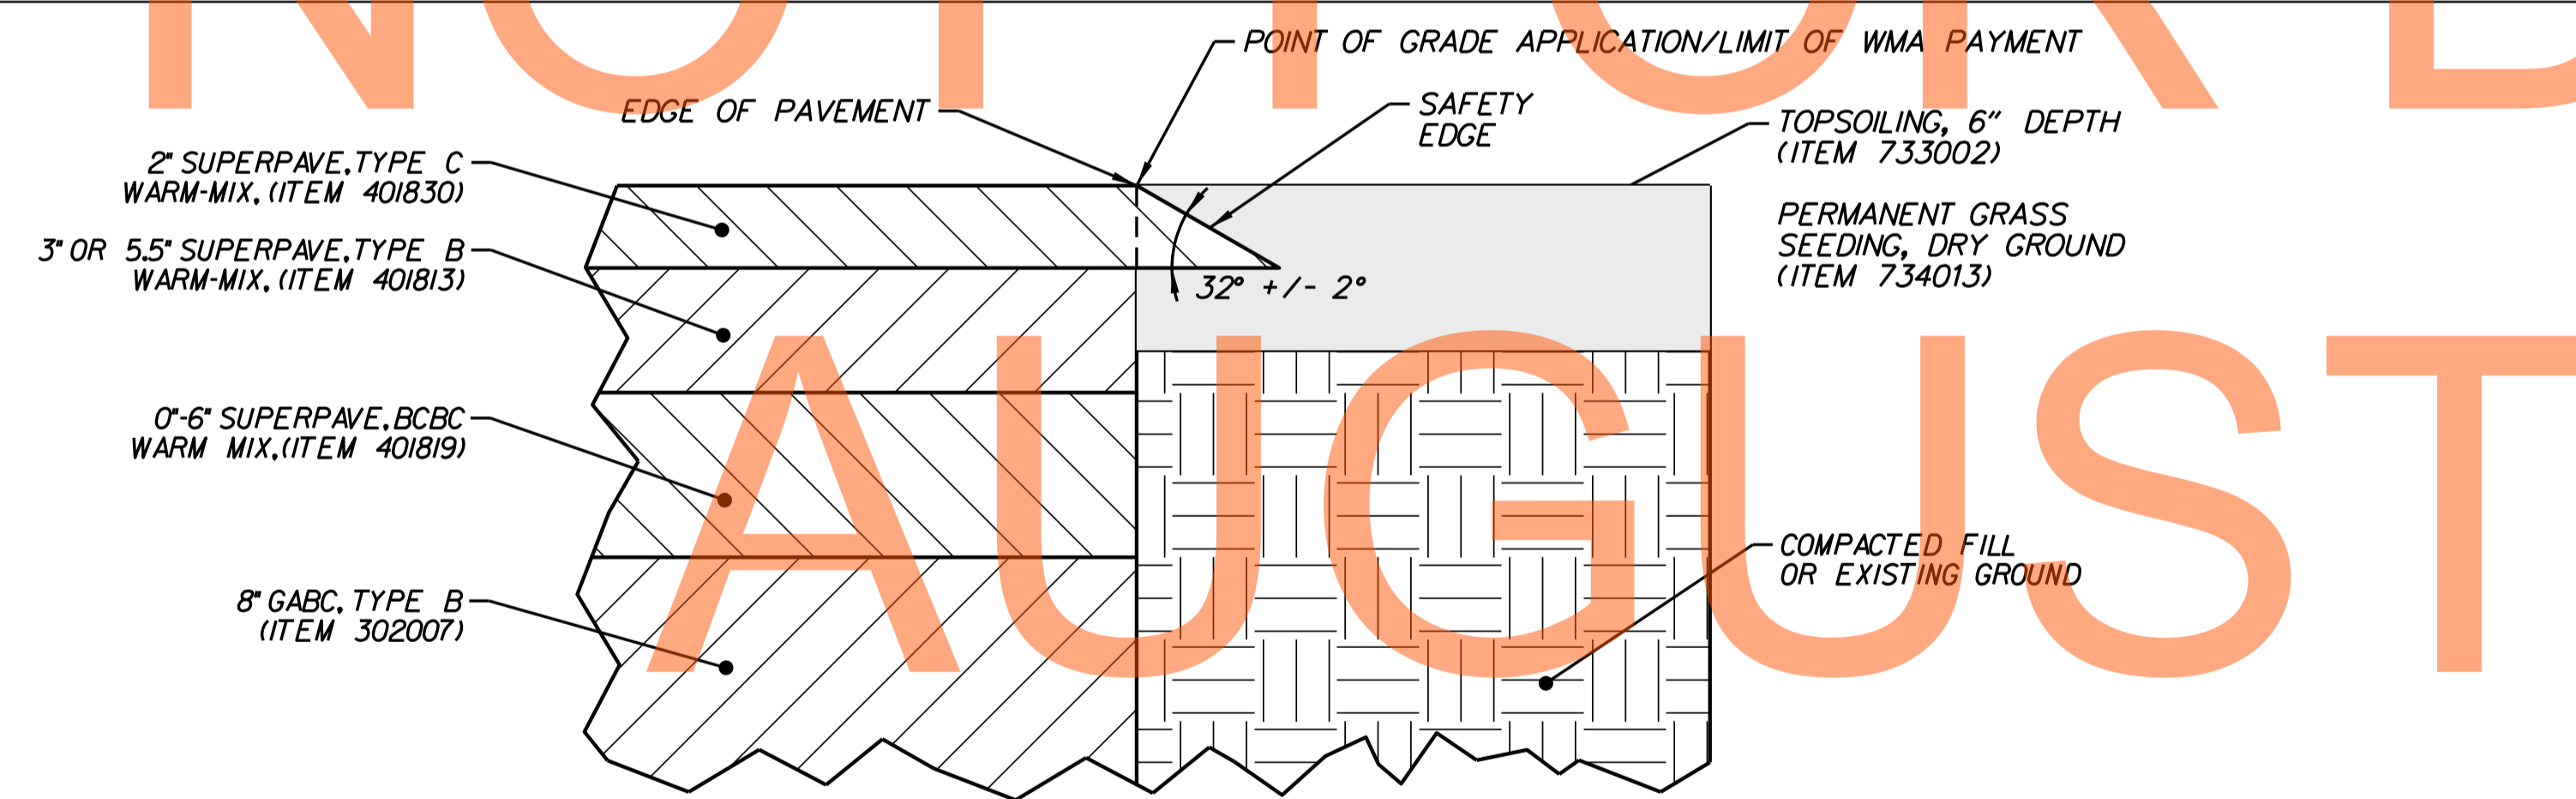 NOT FOR
POINT OF GRADE APPLICATION/LIMIT OF WMA PAYMENT
EDGE OF PAVEMENT
SAFETY
EDGE
TOPSOILING, 6" DEPTH
(ITEM 733002)
2" SUPERPAVE, TYPE C
WARM-MIX, (ITEM 401830)
PERMANENT GRASS
SEEDING, DRY GROUND
(ITEM 734013)
3" OR 5.5" SUPERPAVE, TYPE B
WARM-MIX, (ITEM 401813)
32° +/- 2°
AUGUST
0"-6" SUPERPAVE, BCBC
WARM MIX, (ITEM 401819)
COMPACTED FILL
OR EXISTING GROUND
8" GABC, TYPE B
(ITEM 302007)